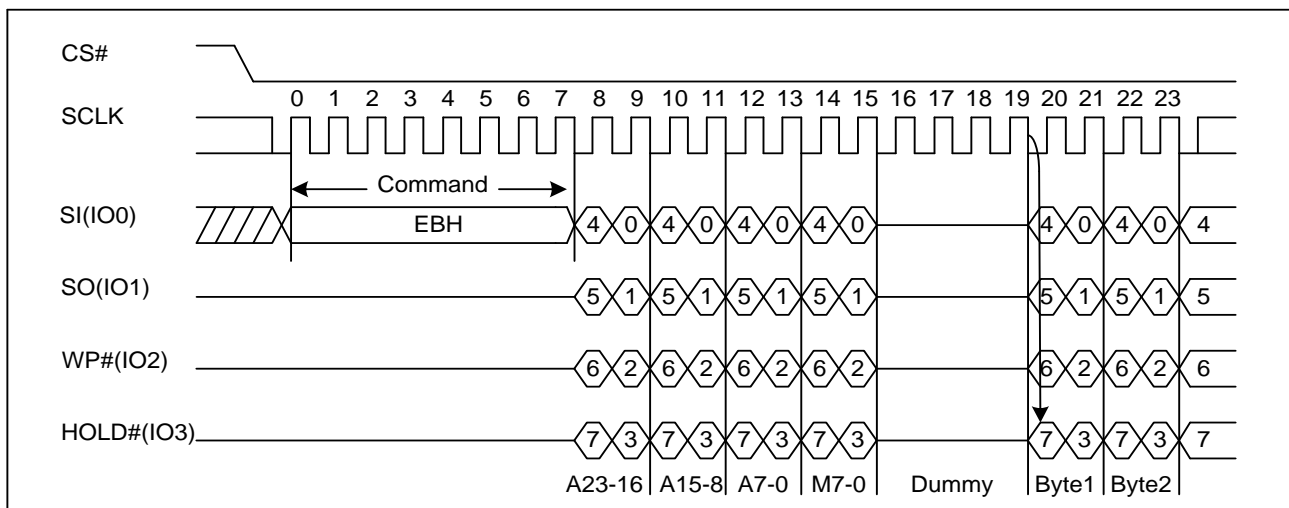 CS#
0 1 2 3 4 5 6 7 8 9 10 11 12 13 14 15 16 17 18 19 20 21 22 23
SCLK
Command
SI(IO0) EBH 4 0 4 0 4 0 4 0 4 0 4 0 4
SO(IO1) 5 1 5 1 5 1 5 1 5 1 5 1 5
WP#(IO2) 6 2 6 2 6 2 6 2 6 2 6 2 6
HOLD#(IO3) 7 3 7 3 7 3 7 3 7 3 7 3 7
A23-16 A15-8 A7-0 M7-0 Dummy Byte1 Byte2